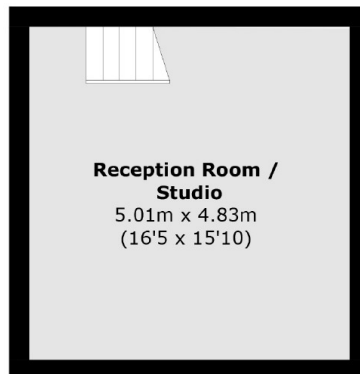 Reception Room /
Studio
5.01m x 4.83m
(16'5 x 15'10)